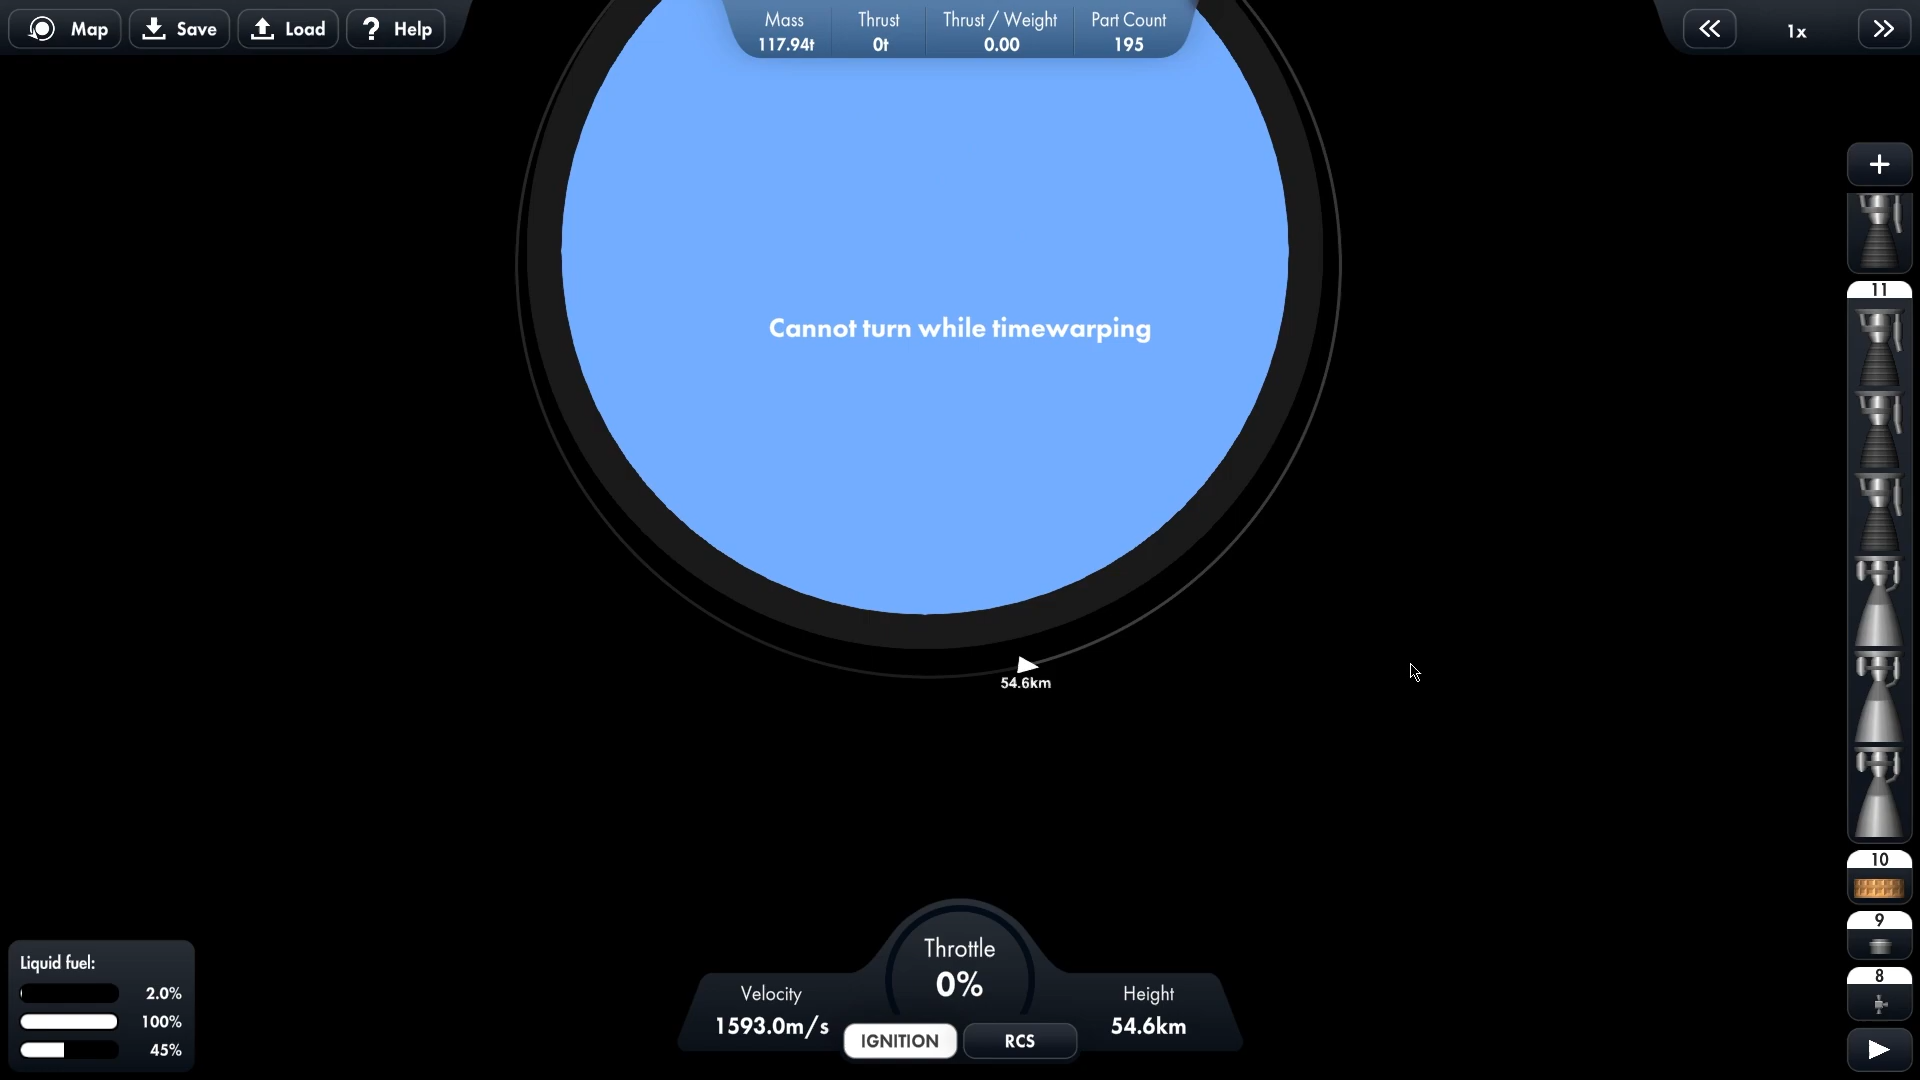 Map
Save
Load
? Help
Mass
117.94t
Thrust
0t
Thrust / Weight
0.00
Part Count
195
1x
Cannot turn while timewarping
54.6km
11
10
9
8
Liquid fuel:
2.0%
100%
45%
Throttle
0%
Velocity
1593.0m/s
Height
54.6km
IGNITION
RCS